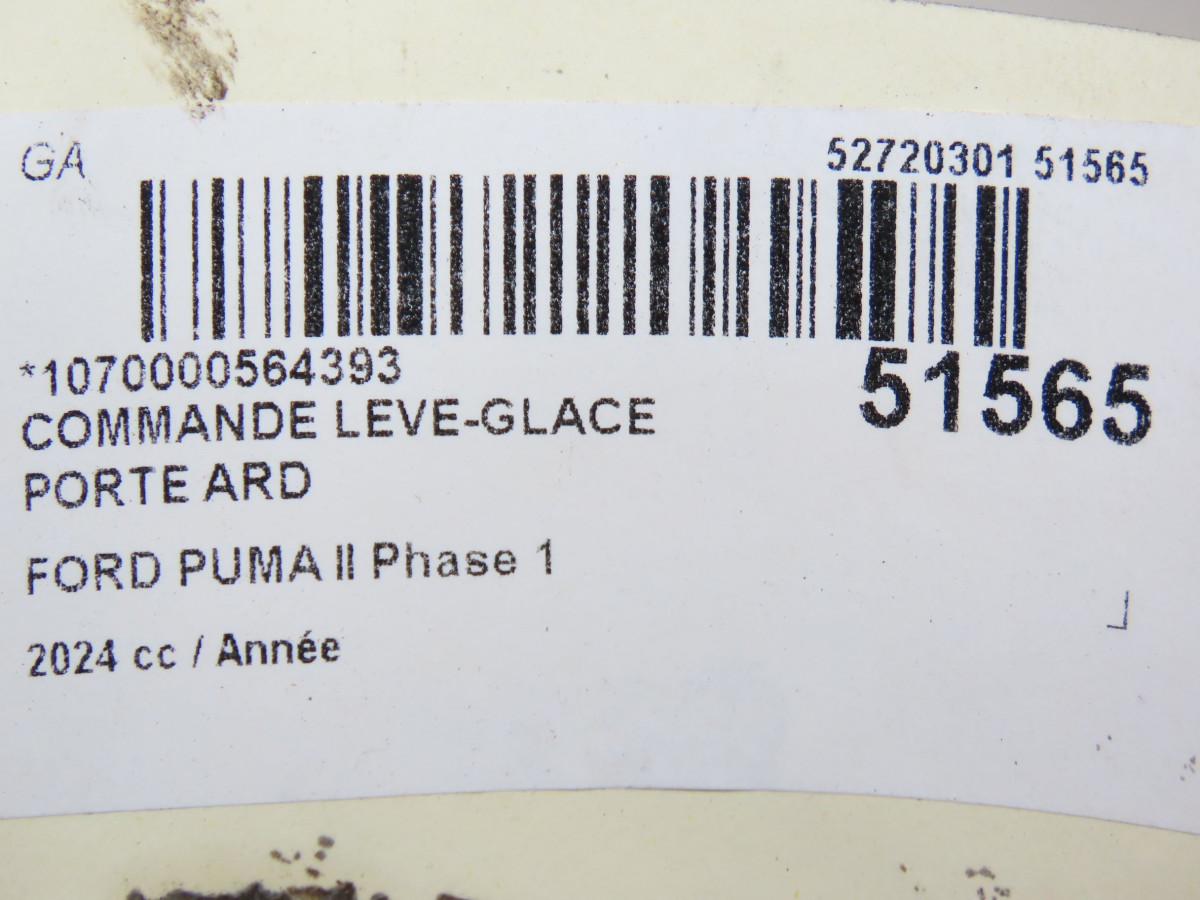 GA
52720301 51565
*1070000564393
51565
COMMANDE LEVE-GLACE
PORTE ARD
FORD PUMA II Phase 1
2024 cc / Année